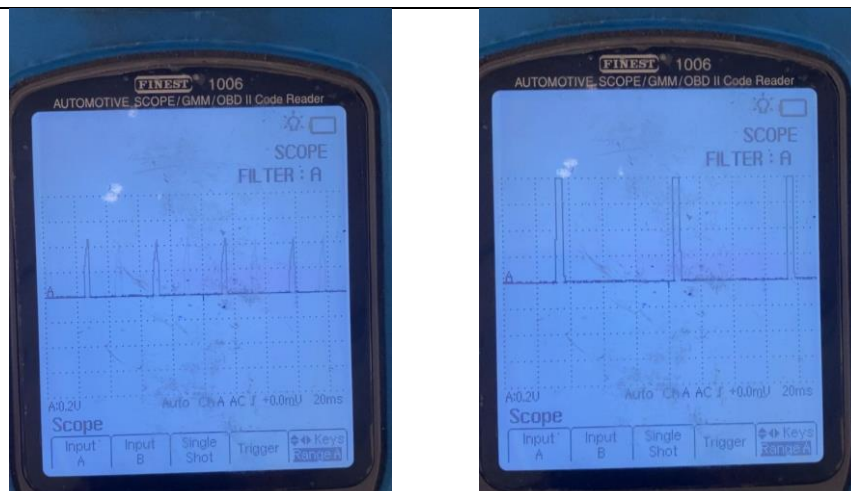 FINEST 1006
AUTOMOTIVE SCOPE/GMM/OBD II Code Reader
SCOPE
FILTER : A
A
A:0.2V Auto Ch A AC +0.0mV 20ms
Scope
Input A
Input B
Single Shot
Trigger
Keys
Range A
FINEST 1006
AUTOMOTIVE SCOPE/GMM/OBD II Code Reader
SCOPE
FILTER : A
A
A:0.2V Auto Ch A AC +0.0mV 20ms
Scope
Input A
Input B
Single Shot
Trigger
Keys
Range A